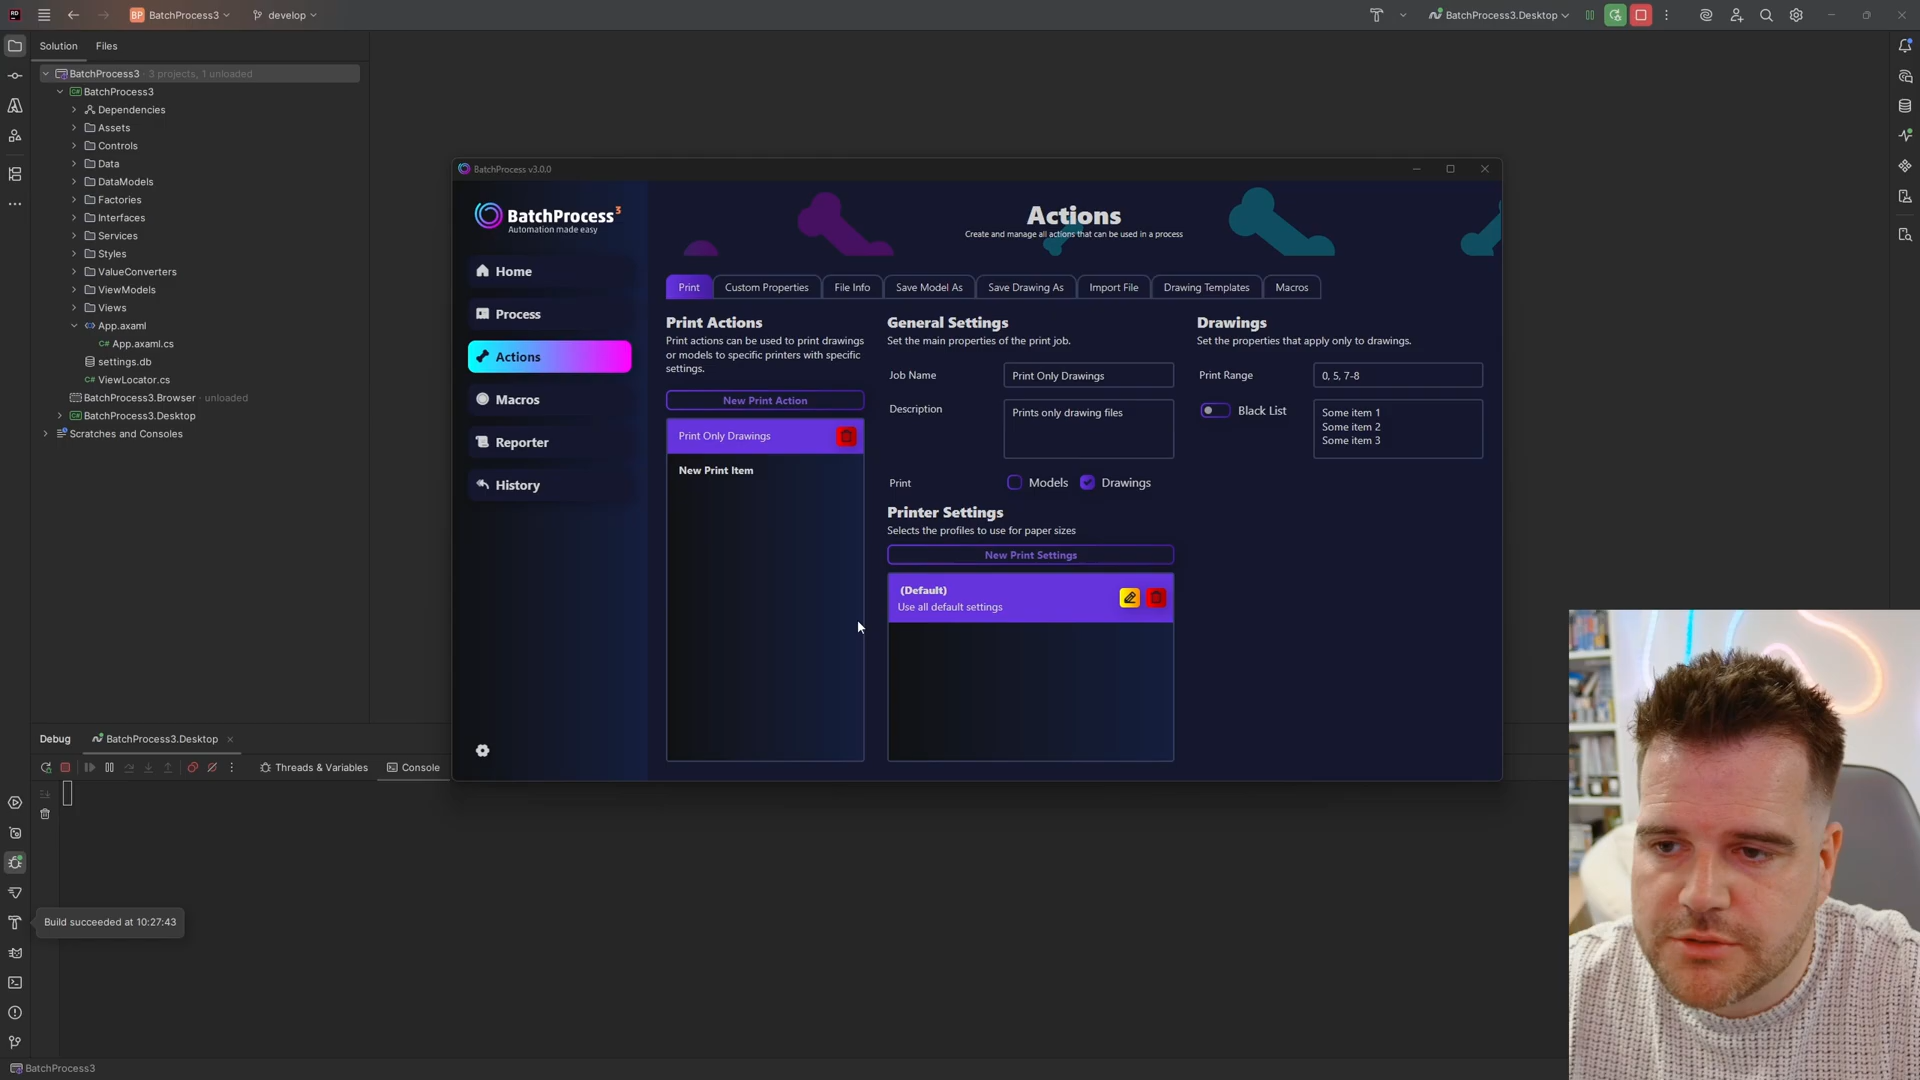 RD
BP BatchProcess3
develop
BatchProcess3.Desktop
Solution
Files
BatchProcess3 · 3 projects, 1 unloaded
C# BatchProcess3
Dependencies
Assets
Controls
Data
DataModels
Factories
Interfaces
Services
Styles
ValueConverters
ViewModels
Views
App.axaml
C# App.axaml.cs
settings.db
C# ViewLocator.cs
BatchProcess3.Browser · unloaded
C# BatchProcess3.Desktop
Scratches and Consoles
BatchProcess v3.0.0
BatchProcess3
Automation made easy
Home
Process
Actions
Macros
Reporter
History
Actions
Create and manage all actions that can be used in a process
Print
Custom Properties
File Info
Save Model As
Save Drawing As
Import File
Drawing Templates
Macros
Print Actions
Print actions can be used to print drawings
or models to specific printers with specific
settings.
New Print Action
Print Only Drawings
New Print Item
General Settings
Set the main properties of the print job.
Job Name
Print Only Drawings
Description
Prints only drawing files
Print
Models
Drawings
Printer Settings
Selects the profiles to use for paper sizes
New Print Settings
(Default)
Use all default settings
Drawings
Set the properties that apply only to drawings.
Print Range
0, 5, 7-8
Black List
Some item 1
Some item 2
Some item 3
Debug
BatchProcess3.Desktop
Threads & Variables
Console
Build succeeded at 10:27:43
BatchProcess3